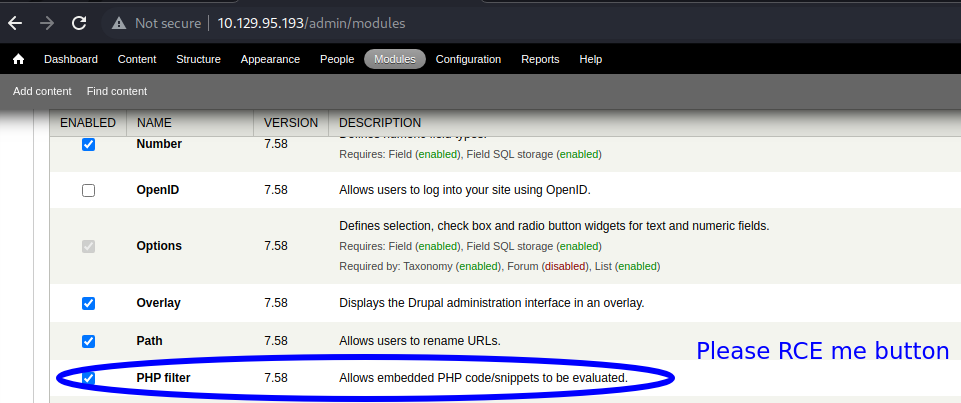 Not secure | 10.129.95.193/admin/modules
Dashboard Content Structure Appearance People Modules Configuration Reports Help
Add content Find content
ENABLED NAME VERSION DESCRIPTION
Defines numeric field types.
Number 7.58
Requires: Field (enabled), Field SQL storage (enabled)
OpenID 7.58 Allows users to log into your site using OpenID.
Defines selection, check box and radio button widgets for text and numeric fields.
Options 7.58 Requires: Field (enabled), Field SQL storage (enabled)
Required by: Taxonomy (enabled), Forum (disabled), List (enabled)
Overlay 7.58 Displays the Drupal administration interface in an overlay.
Path 7.58 Allows users to rename URLs.
Please RCE me button
PHP filter 7.58 Allows embedded PHP code/snippets to be evaluated.